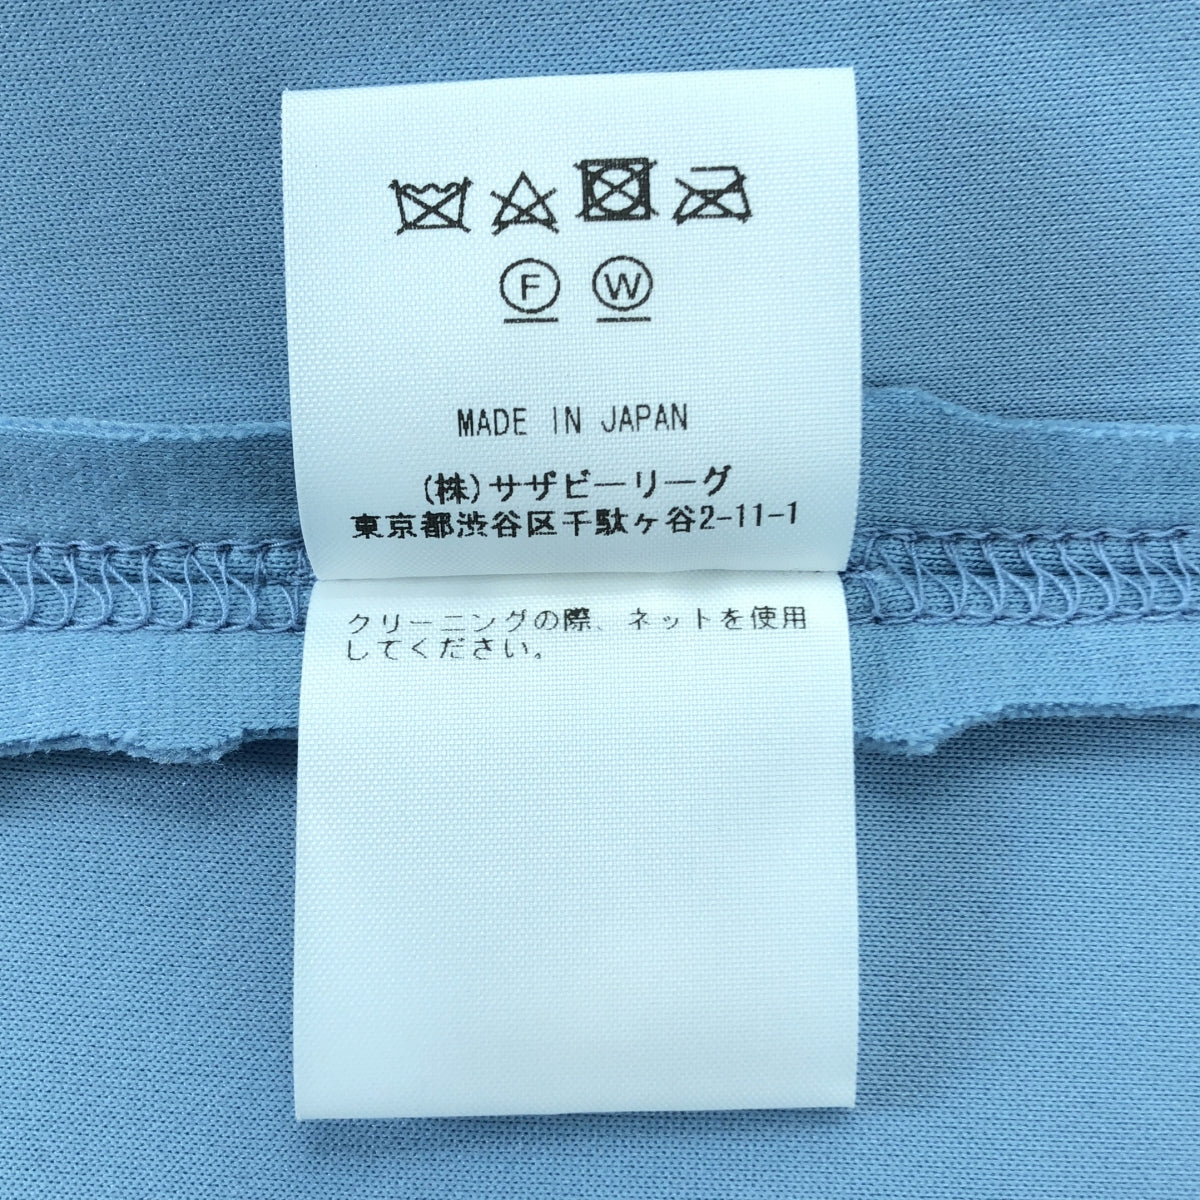 F W
MADE IN JAPAN
(株)サザビーリーグ
東京都渋谷区千駄ヶ谷2-11-1
クリーニングの際、ネットを使用
してください。